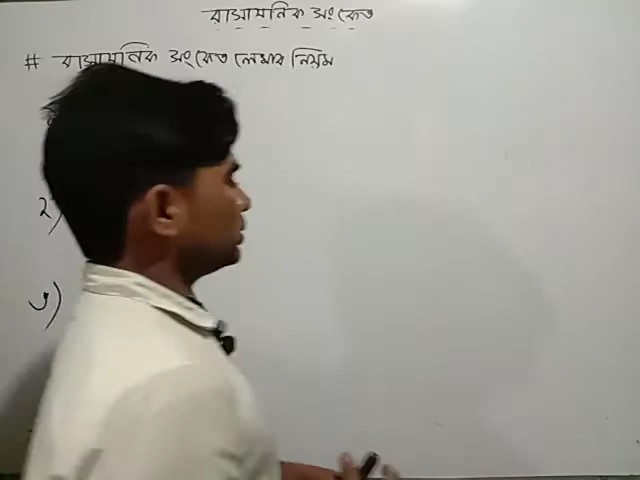 রাসায়নিক সংকেত
# রাসায়নিক সংকেত লেখার নিয়ম
২)
৩)